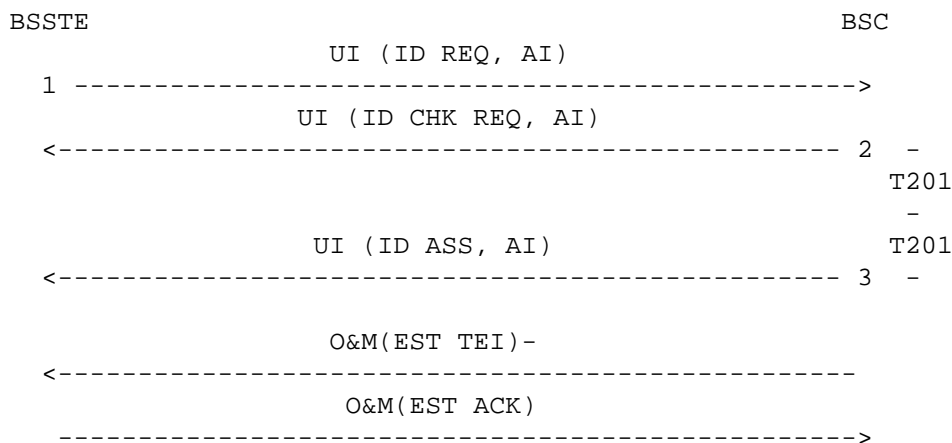 BSSTE BSC
UI (ID REQ, AI)
1 ------------------------------------------------->
UI (ID CHK REQ, AI)
<------------------------------------------------- 2 -
T201
-
UI (ID ASS, AI) T201
<------------------------------------------------- 3 -
O&M(EST TEI)-
<--------------------------------------------------
O&M(EST ACK)
-------------------------------------------------->